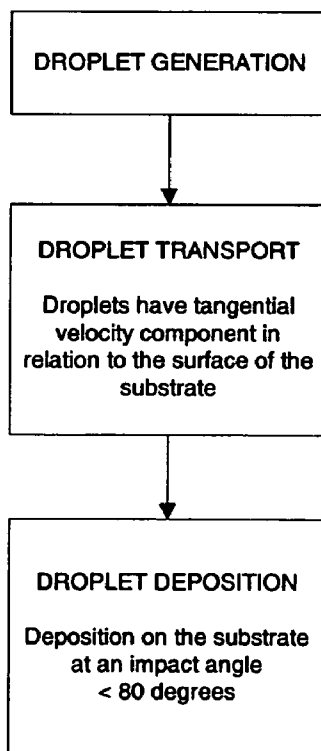 DROPLET GENERATION
DROPLET TRANSPORT
Droplets have tangential
velocity component in
relation to the surface of the
substrate
DROPLET DEPOSITION
Deposition on the substrate
at an impact angle
< 80 degrees